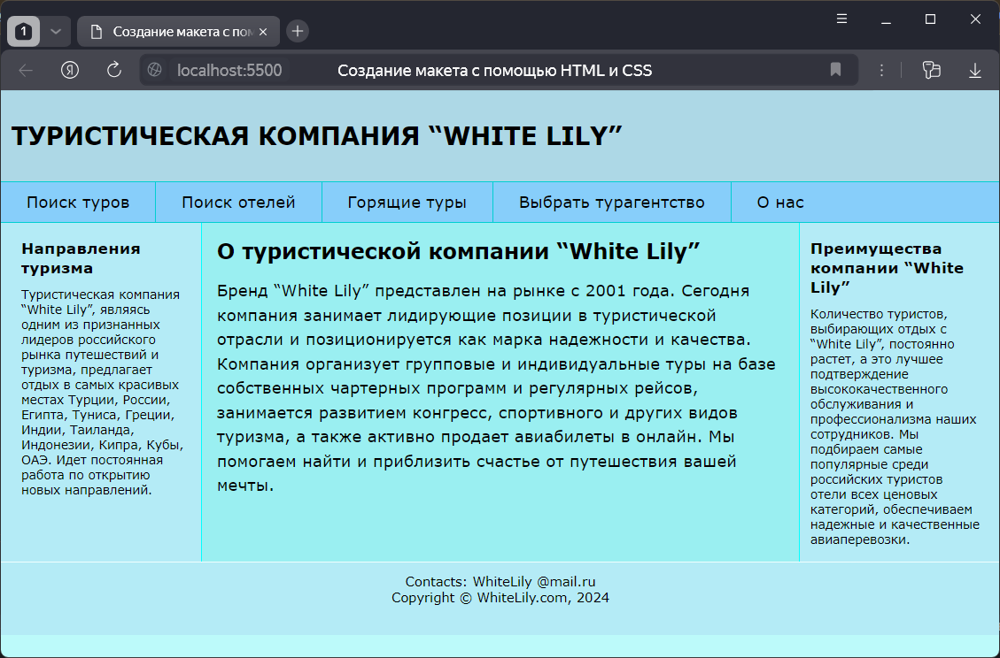 1
Создание макета с пом
Я
localhost:5500
Создание макета с помощью HTML и CSS
ТУРИСТИЧЕСКАЯ КОМПАНИЯ “WHITE LILY”
Поиск туров
Поиск отелей
Горящие туры
Выбрать турагентство
О нас
Направления
туризма
Туристическая компания
“White Lily”, являясь
одним из признанных
лидеров российского
рынка путешествий и
туризма, предлагает
отдых в самых красивых
местах Турции, России,
Египта, Туниса, Греции,
Индии, Таиланда,
Индонезии, Кипра, Кубы,
ОАЭ. Идет постоянная
работа по открытию
новых направлений.
О туристической компании “White Lily”
Бренд “White Lily” представлен на рынке с 2001 года. Сегодня
компания занимает лидирующие позиции в туристической
отрасли и позиционируется как марка надежности и качества.
Компания организует групповые и индивидуальные туры на базе
собственных чартерных программ и регулярных рейсов,
занимается развитием конгресс, спортивного и других видов
туризма, а также активно продает авиабилеты в онлайн. Мы
помогаем найти и приблизить счастье от путешествия вашей
мечты.
Преимущества
компании “White
Lily”
Количество туристов,
выбирающих отдых с
“White Lily”, постоянно
растет, а это лучшее
подтверждение
высококачественного
обслуживания и
профессионализма наших
сотрудников. Мы
подбираем самые
популярные среди
российских туристов
отели всех ценовых
категорий, обеспечиваем
надежные и качественные
авиаперевозки.
Contacts: WhiteLily @mail.ru
Copyright © WhiteLily.com, 2024